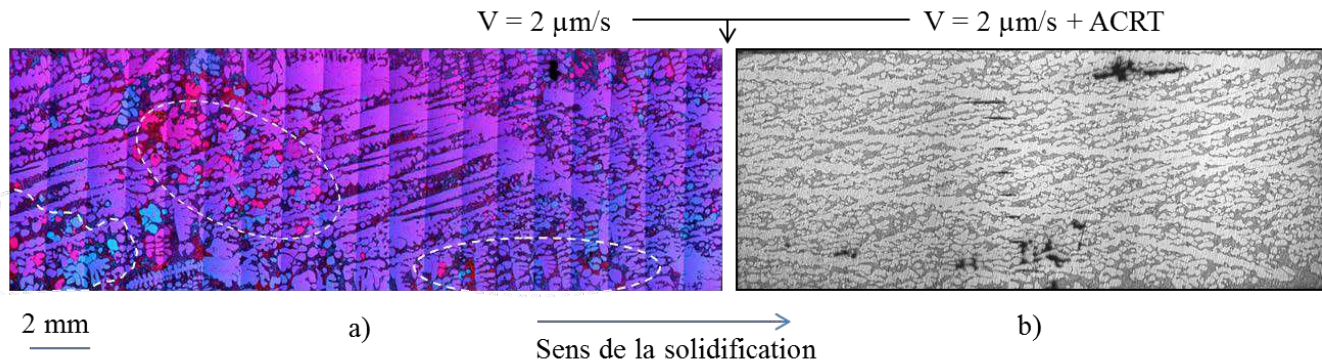 V = 2 µm/s
V = 2 µm/s + ACRT
2 mm
a)
b)
Sens de la solidification